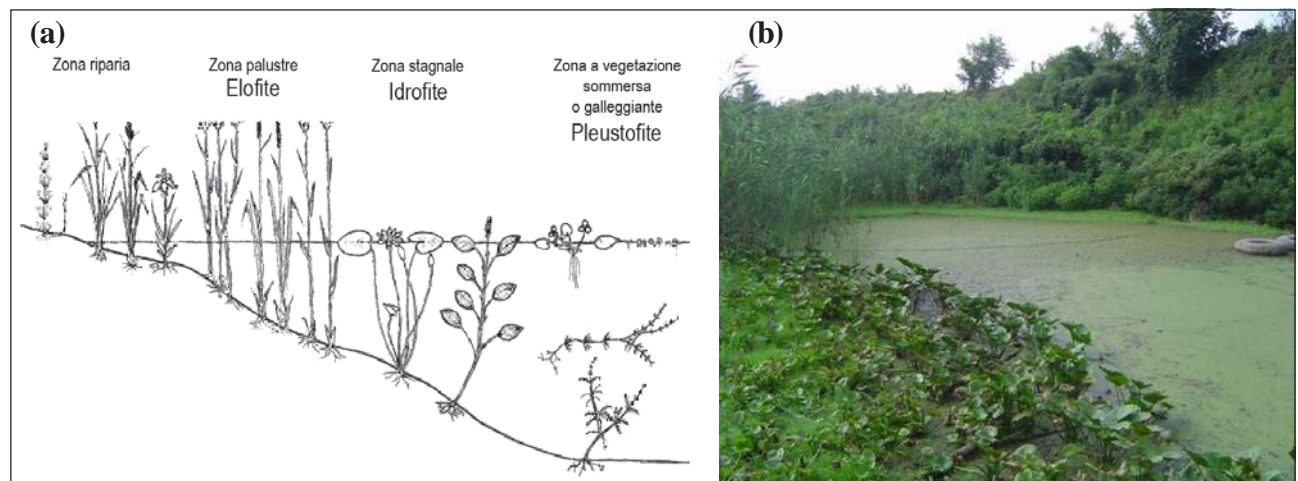 (a)
(b)
Zona riparia
Zona palustre
Elofite
Zona stagnale
Idrofite
Zona a vegetazione
sommersa
o galleggiante
Pleustofite